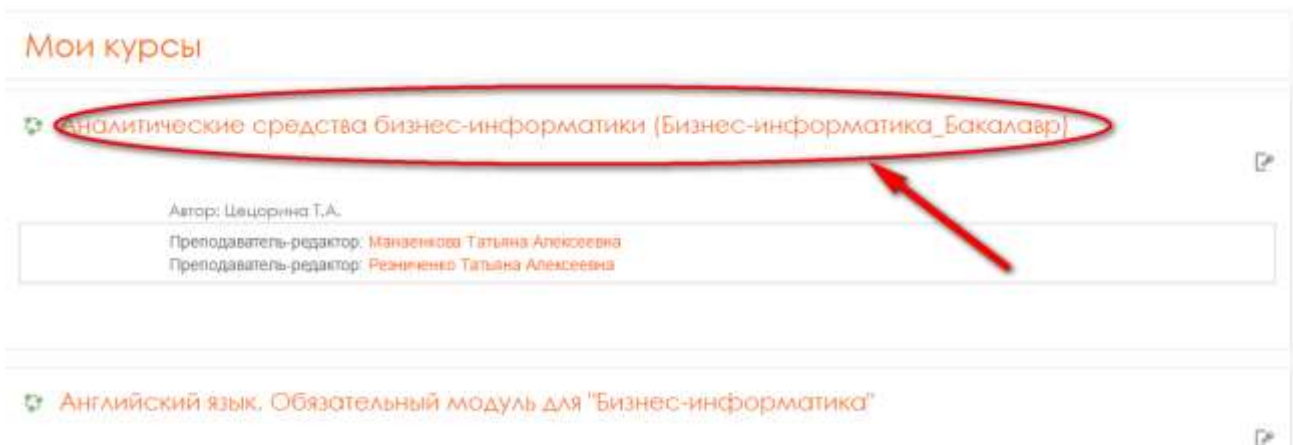 Мои курсы
Аналитические средства бизнес-информатики (Бизнес-информатика_Бакалавр)
Автор: Цецорина Т.А.
Преподаватель-редактор: Манаенкова Татьяна Алексеевна
Преподаватель-редактор: Резниченко Татьяна Алексеевна
Английский язык. Обязательный модуль для "Бизнес-информатика"